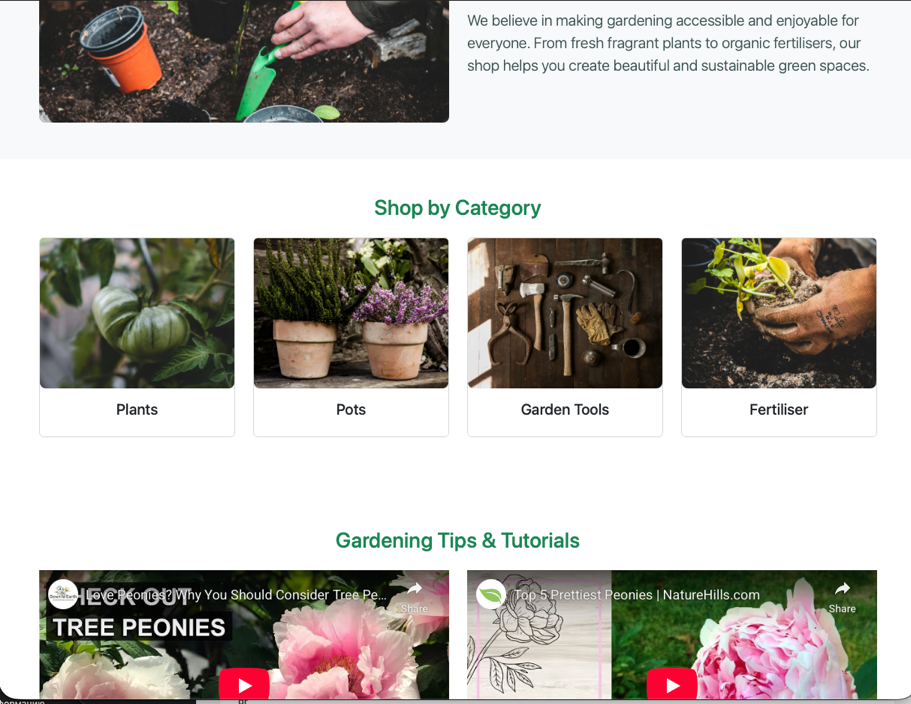 We believe in making gardening accessible and enjoyable for
everyone. From fresh fragrant plants to organic fertilisers, our
shop helps you create beautiful and sustainable green spaces.
Shop by Category
Plants
Pots
Garden Tools
Fertiliser
Gardening Tips & Tutorials
Love Peonies? Why You Should Consider Tree Pe...
Share
CHECK OUT
TREE PEONIES
Top 5 Prettiest Peonies | NatureHills.com
Share